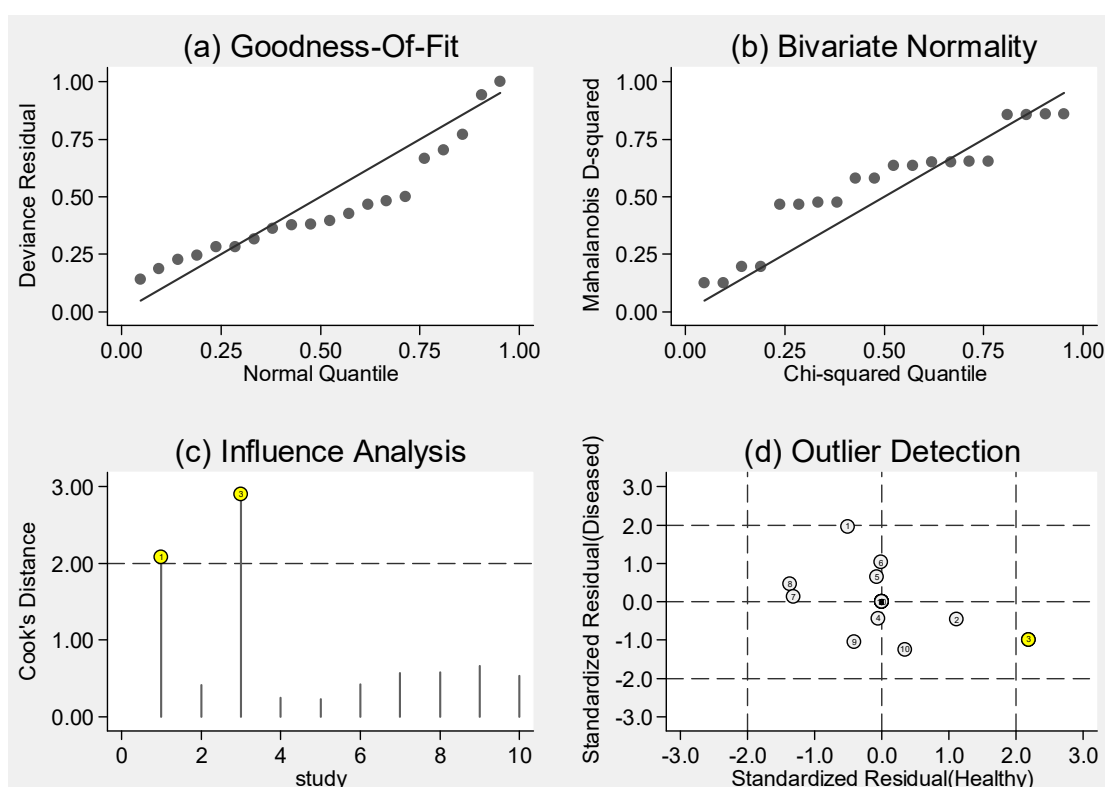 (a) Goodness-Of-Fit
Deviance Residual
1.00
0.75
0.50
0.25
0.00
0.00 0.25 0.50 0.75 1.00
Normal Quantile
(b) Bivariate Normality
Mahalanobis D-squared
1.00
0.75
0.50
0.25
0.00
0.00 0.25 0.50 0.75 1.00
Chi-squared Quantile
(c) Influence Analysis
Cook's Distance
3.00
2.00
1.00
0.00
1
3
0 2 4 6 8 10
study
(d) Outlier Detection
Standardized Residual(Diseased)
3.0
2.0
1.0
0.0
-1.0
-2.0
-3.0
1
6
5
8
7
4
2
3
9
10
-3.0 -2.0 -1.0 0.0 1.0 2.0 3.0
Standardized Residual(Healthy)